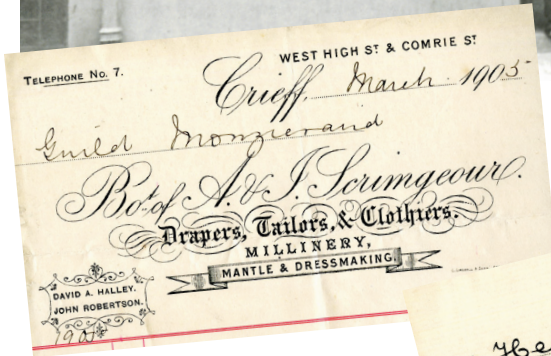 WEST HIGH ST & COMRIE ST
TELEPHONE NO. 7.
Crieff, March 1905
Guild Monzievaird
Bot. of A. & J. Scrimgeour.
Drapers, Tailors, & Clothiers.
MILLINERY,
MANTLE & DRESSMAKING.
DAVID A. HALLEY.
JOHN ROBERTSON.
1905